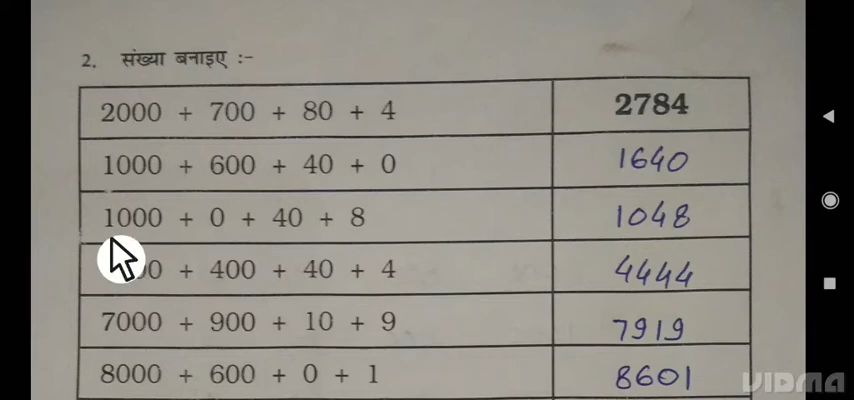 2. संख्या बनाइए :-
2000 + 700 + 80 + 4 2784
1000 + 600 + 40 + 0 1640
1000 + 0 + 40 + 8 1048
00 + 400 + 40 + 4 4444
7000 + 900 + 10 + 9 7919
8000 + 600 + 0 + 1 8601
VIDMA